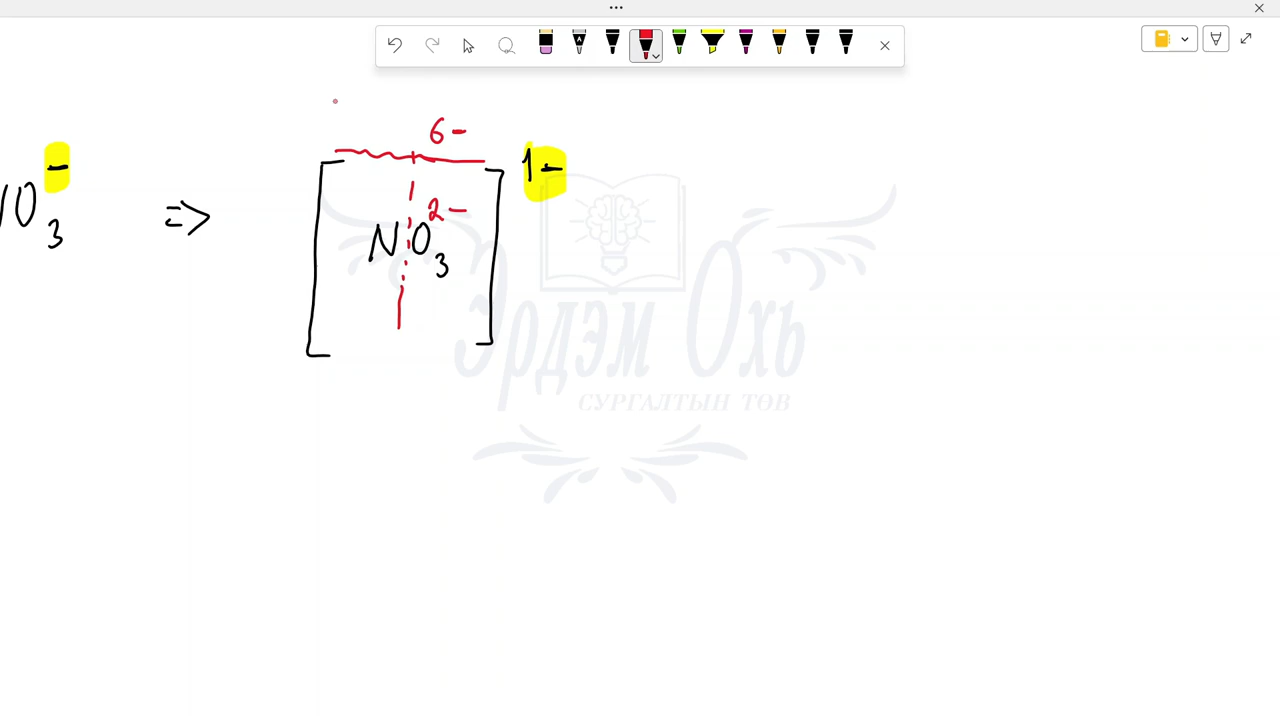 6-
NO₃⁻ => [NO₃]¹⁻
2-
Эрдэм Охь
СУРГАЛТЫН ТӨВ